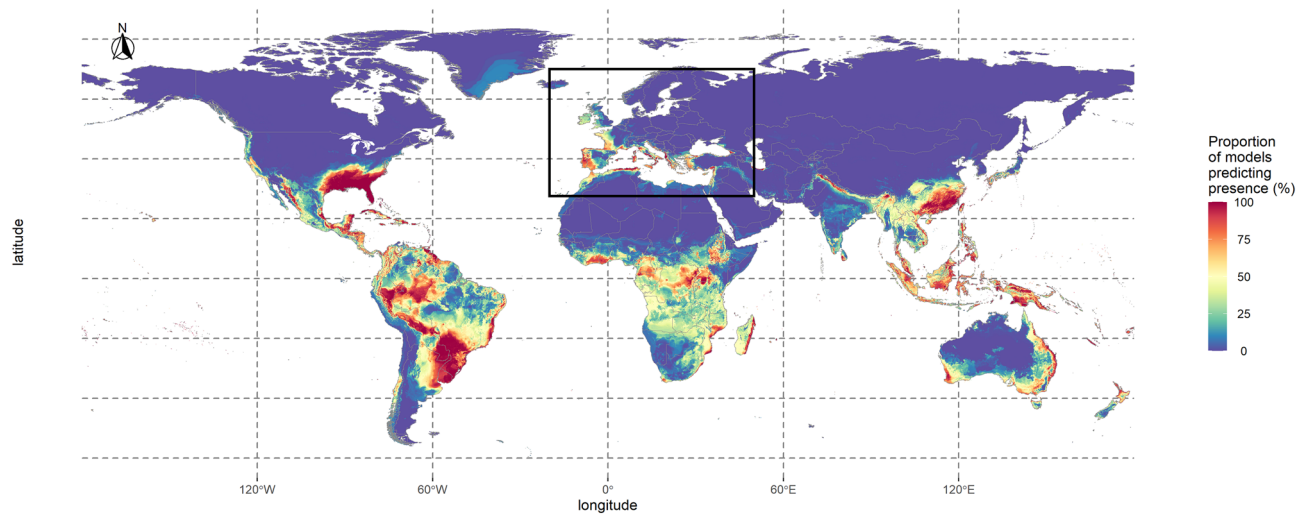 N
latitude
Proportion
of models
predicting
presence (%)
100
75
50
25
0
120°W
60°W
0°
60°E
120°E
longitude